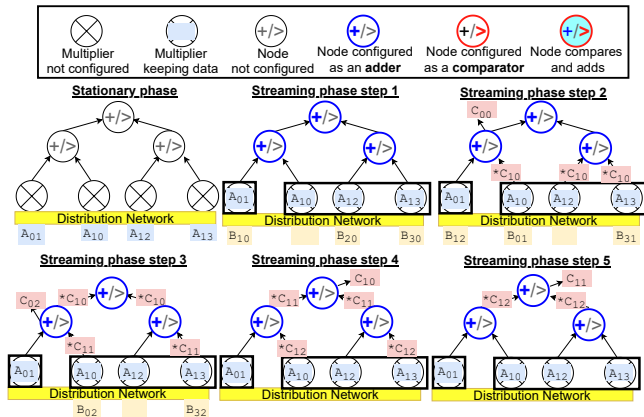 +/> +/> +/> +/>
Multiplier not configured
Multiplier keeping data
Node not configured
Node configured as an adder
Node configured as a comparator
Node compares and adds
Stationary phase
+/>
+/> +/>
Distribution Network
A01 A10 A12 A13
Streaming phase step 1
+/>
+/> +/>
A01 A10 A12 A13
Distribution Network
B10 B20 B30
Streaming phase step 2
C00 +/>
+/> +/>
*C10 *C10 *C10
A01 A10 A12 A13
Distribution Network
B12 B01 B31
Streaming phase step 3
C02 *C10 +/> *C10
+/> +/>
*C11 *C11
A01 A10 A12 A13
Distribution Network
B02 B32
Streaming phase step 4
C10
*C11 +/> *C11
+/> +/>
*C12 *C12
A01 A10 A12 A13
Distribution Network
Streaming phase step 5
C11
*C12 +/> *C12
+/> +/>
A01 A10 A12 A13
Distribution Network